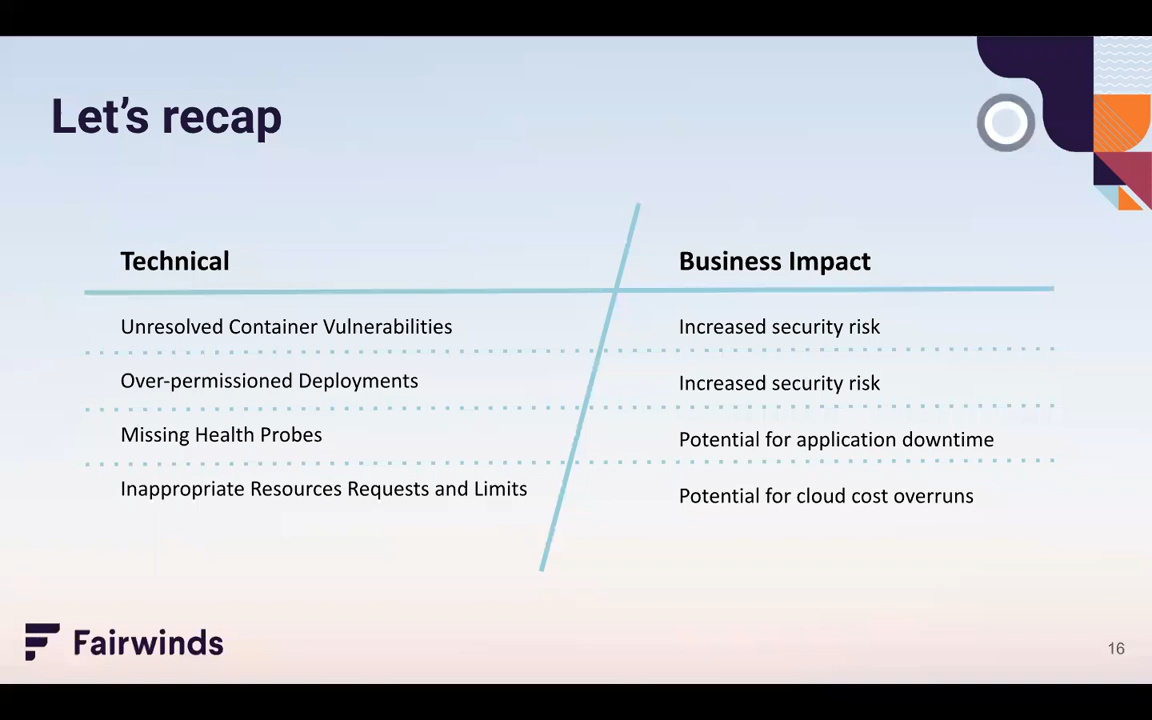 Let's recap
Technical
Business Impact
Unresolved Container Vulnerabilities
Increased security risk
Over-permissioned Deployments
Increased security risk
Missing Health Probes
Potential for application downtime
Inappropriate Resources Requests and Limits
Potential for cloud cost overruns
Fairwinds
16